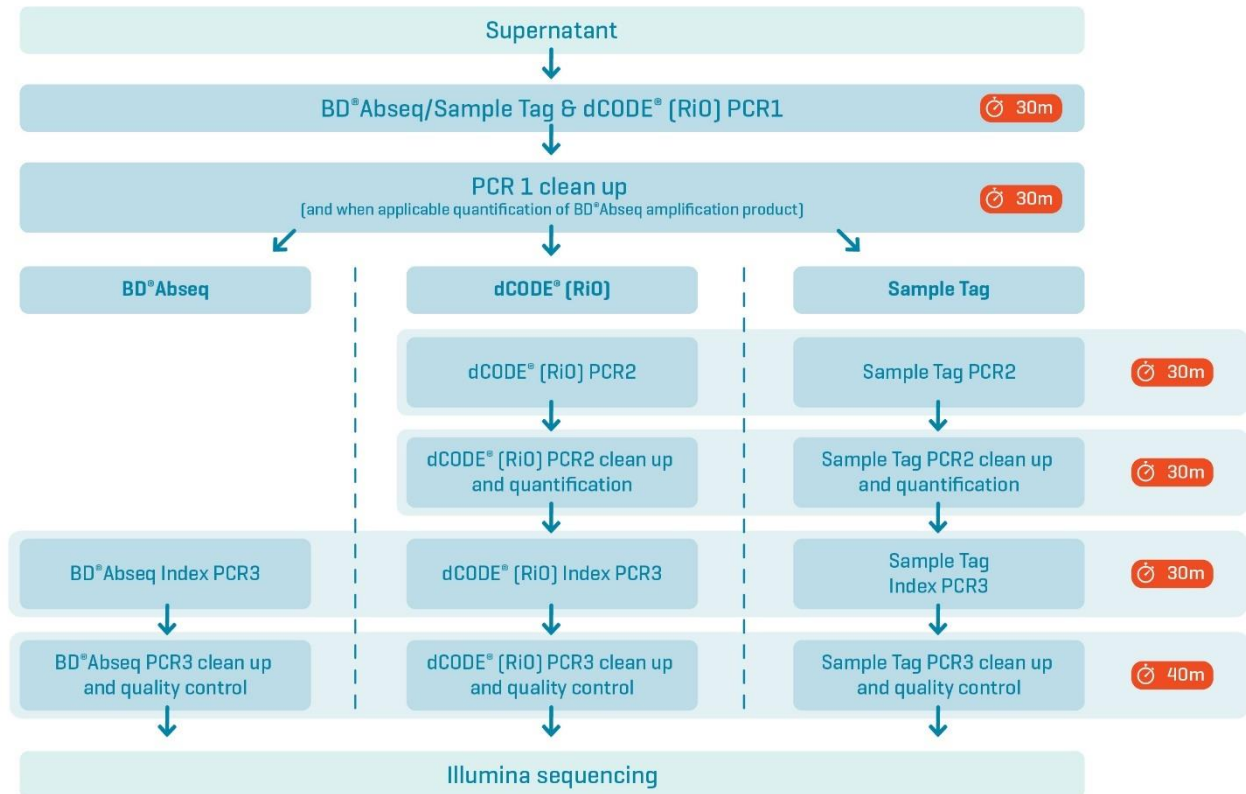 Supernatant
BD®Abseq/Sample Tag & dCODE® (RiO) PCR1
30m
PCR 1 clean up
(and when applicable quantification of BD®Abseq amplification product)
30m
BD®Abseq
dCODE® (RiO)
Sample Tag
dCODE® (RiO) PCR2
Sample Tag PCR2
30m
dCODE® (RiO) PCR2 clean up
and quantification
Sample Tag PCR2 clean up
and quantification
30m
BD®Abseq Index PCR3
dCODE® (RiO) Index PCR3
Sample Tag
Index PCR3
30m
BD®Abseq PCR3 clean up
and quality control
dCODE® (RiO) PCR3 clean up
and quality control
Sample Tag PCR3 clean up
and quality control
40m
Illumina sequencing